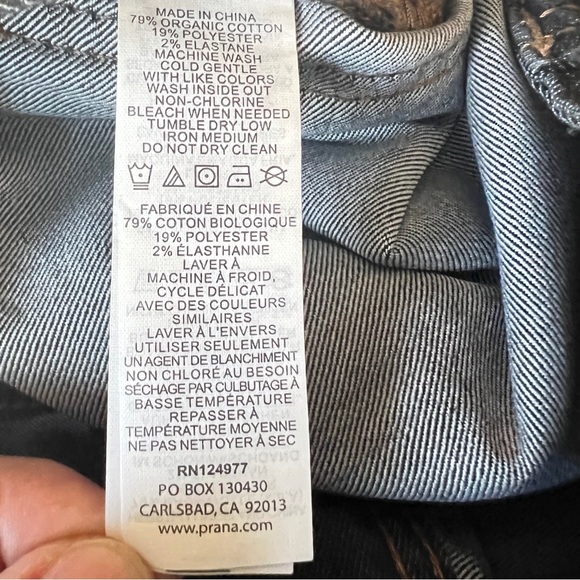 MADE IN CHINA
79% ORGANIC COTTON
19% POLYESTER
2% ELASTANE
MACHINE WASH
COLD GENTLE
WITH LIKE COLORS
WASH INSIDE OUT
NON-CHLORINE
BLEACH WHEN NEEDED
TUMBLE DRY LOW
IRON MEDIUM
DO NOT DRY CLEAN
FABRIQUÉ EN CHINE
79% COTON BIOLOGIQUE
19% POLYESTER
2% ÉLASTHANNE
LAVER À
MACHINE À FROID,
CYCLE DÉLICAT
AVEC DES COULEURS
SIMILAIRES
LAVER À L'ENVERS
UTILISER SEULEMENT
UN AGENT DE BLANCHIMENT
NON CHLORÉ AU BESOIN
SÉCHAGE PAR CULBUTAGE À
BASSE TEMPÉRATURE
REPASSER À
TEMPÉRATURE MOYENNE
NE PAS NETTOYER À SEC
RN124977
PO BOX 130430
CARLSBAD, CA 92013
www.prana.com